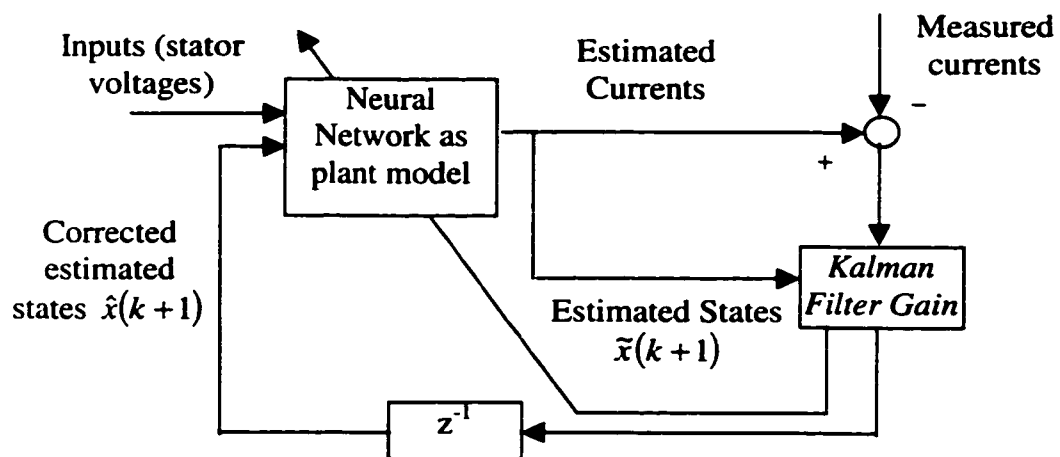 Inputs (stator
voltages)
Neural
Network as
plant model
Estimated
Currents
Measured
currents
-
+
Corrected
estimated
states x̂(k+1)
Estimated States
x̃(k+1)
Kalman
Filter Gain
z⁻¹